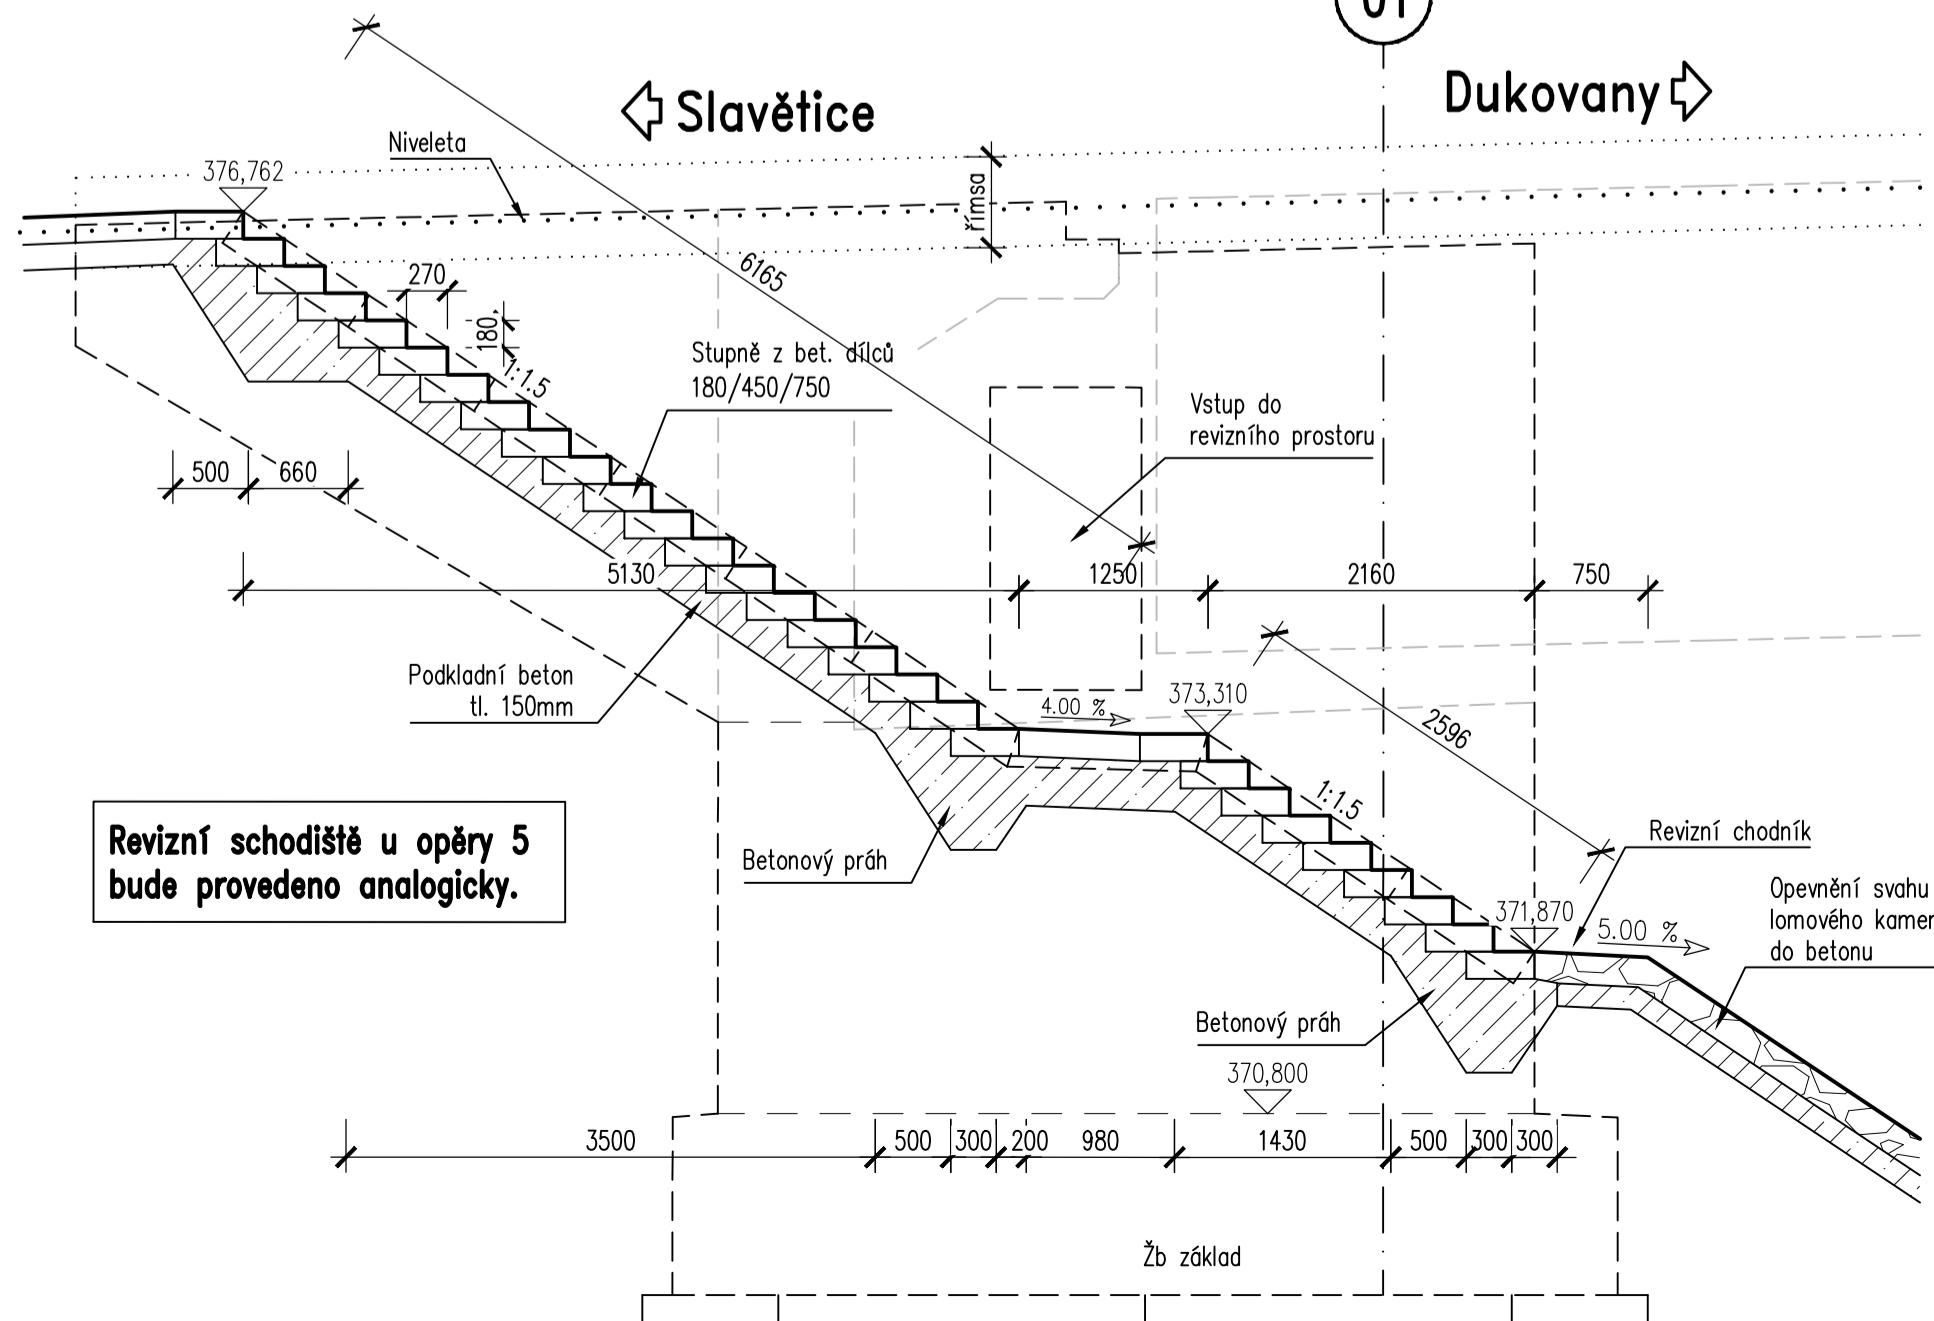 01
Slavětice
Dukovany
Niveleta
376,762
římsa
6165
270
180
1:1.5
Stupně z bet. dílců
180/450/750
Vstup do
revizního prostoru
500
660
5130
1250
2160
750
Podkladní beton
tl. 150mm
4.00 %
373,310
2596
1:1.5
Revizní schodiště u opěry 5
bude provedeno analogicky.
Betonový práh
Revizní chodník
371,870
5.00 %
Opevnění svahu
lomového kamen
do betonu
Betonový práh
370,800
3500
500
300
200
980
1430
500
300
300
Žb základ